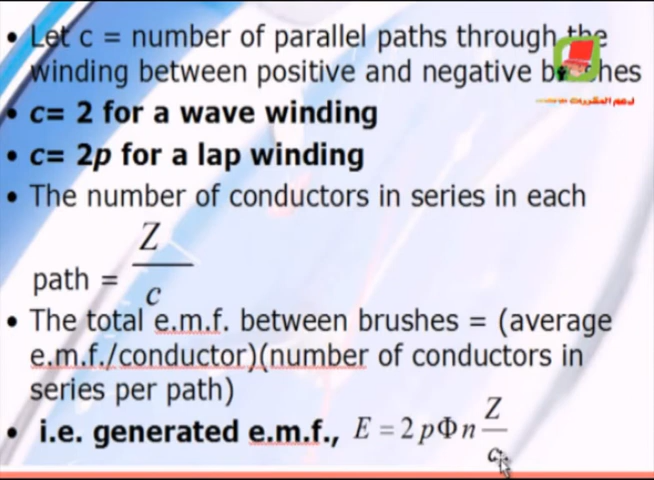 • Let c = number of parallel paths through the
winding between positive and negative brushes
لدعم المقررات
• c= 2 for a wave winding
• c= 2p for a lap winding
• The number of conductors in series in each
path = Z/c
• The total e.m.f. between brushes = (average
e.m.f./conductor)(number of conductors in
series per path)
• i.e. generated e.m.f., E = 2pΦn Z/c